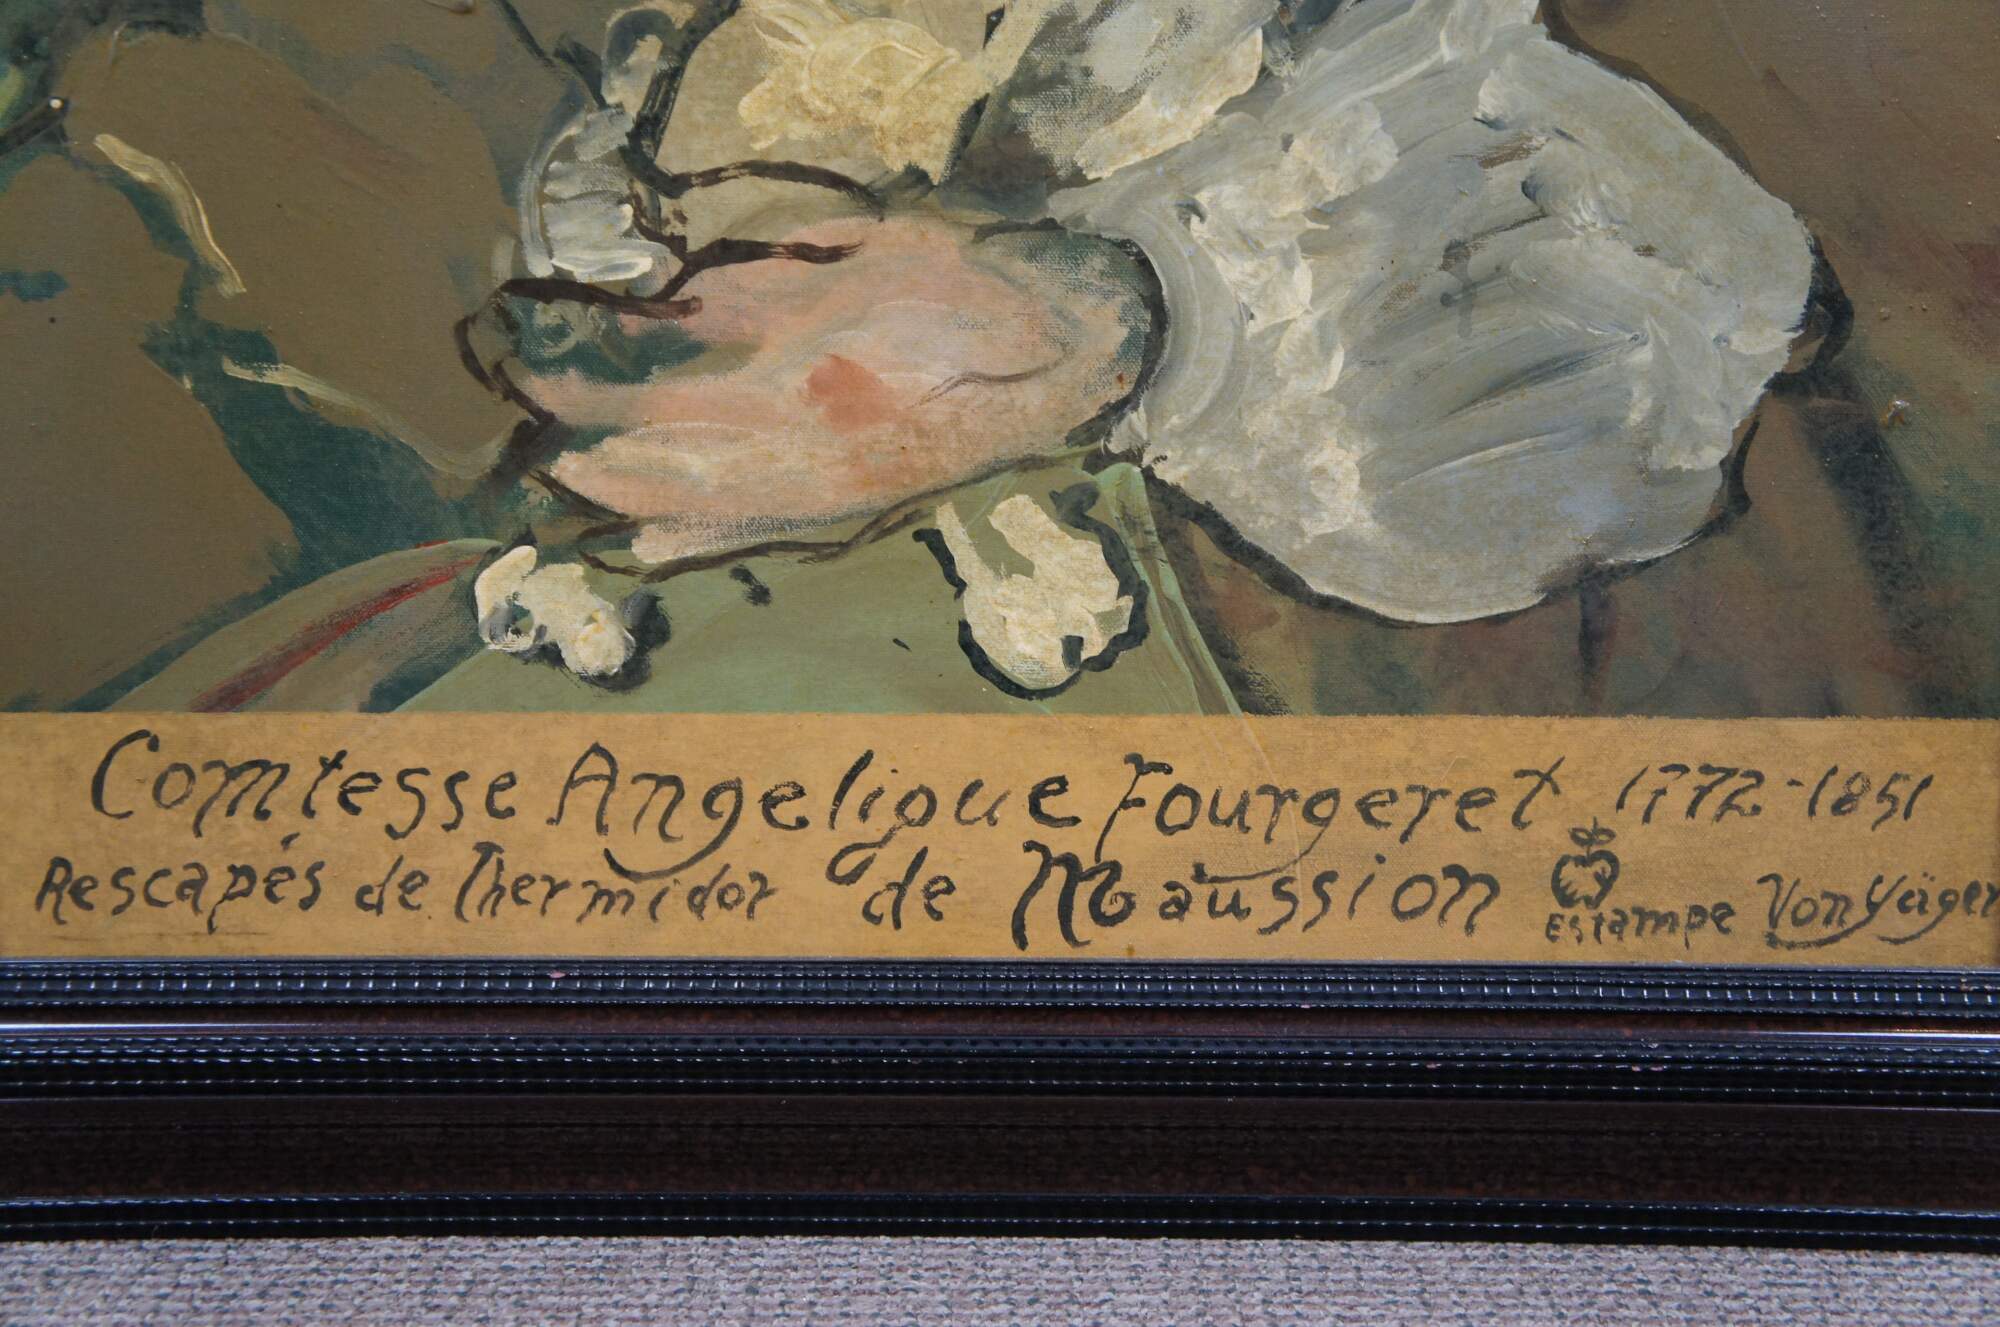 Comtesse Angelique Fourgeret 1772-1851
Rescapés de Thermidor de Maussion
Estampe Von Yäger